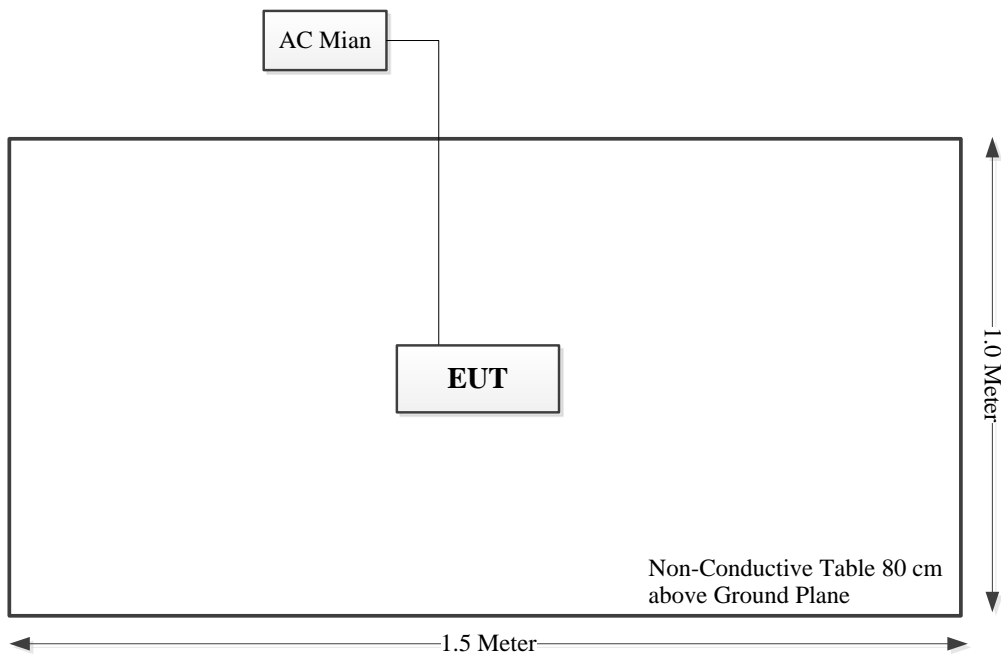 AC Mian
EUT
1.0 Meter
Non-Conductive Table 80 cm
above Ground Plane
1.5 Meter